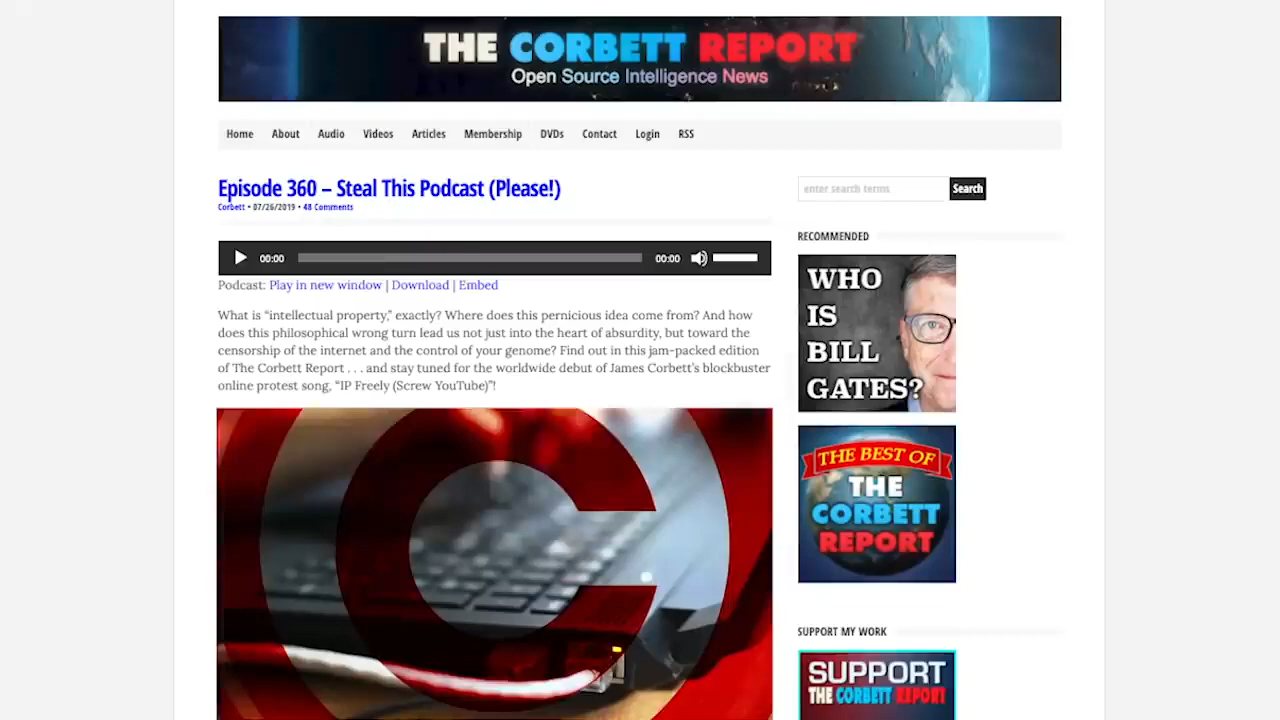 THE CORBETT REPORT
Open Source Intelligence News
Home About Audio Videos Articles Membership DVDs Contact Login RSS
Episode 360 – Steal This Podcast (Please!)
Corbett • 07/26/2019 • 48 Comments
enter search terms Search
RECOMMENDED
00:00 00:00
Podcast: Play in new window | Download | Embed
What is “intellectual property,” exactly? Where does this pernicious idea come from? And how
does this philosophical wrong turn lead us not just into the heart of absurdity, but toward the
censorship of the internet and the control of your genome? Find out in this jam-packed edition
of The Corbett Report . . . and stay tuned for the worldwide debut of James Corbett’s blockbuster
online protest song, “IP Freely (Screw YouTube)”!
WHO
IS
BILL
GATES?
THE BEST OF
THE
CORBETT
REPORT
SUPPORT MY WORK
SUPPORT
THE CORBETT REPORT